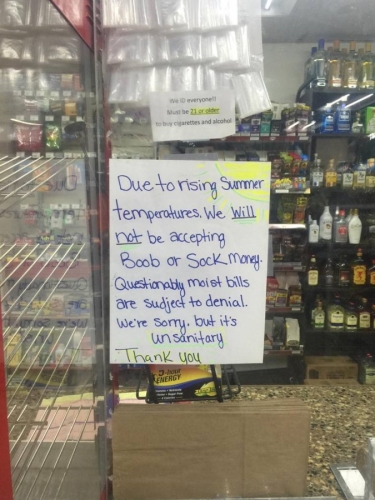 We ID everyone!!
Must be 21 or older
to buy cigarettes and alcohol
Due to rising Summer
temperatures. We Will
not be accepting
Boob or Sock Money.
Questionably moist bills
are sudject to denial.
We're sorry, but it's
unsanitary
Thank you
5-hour
ENERGY